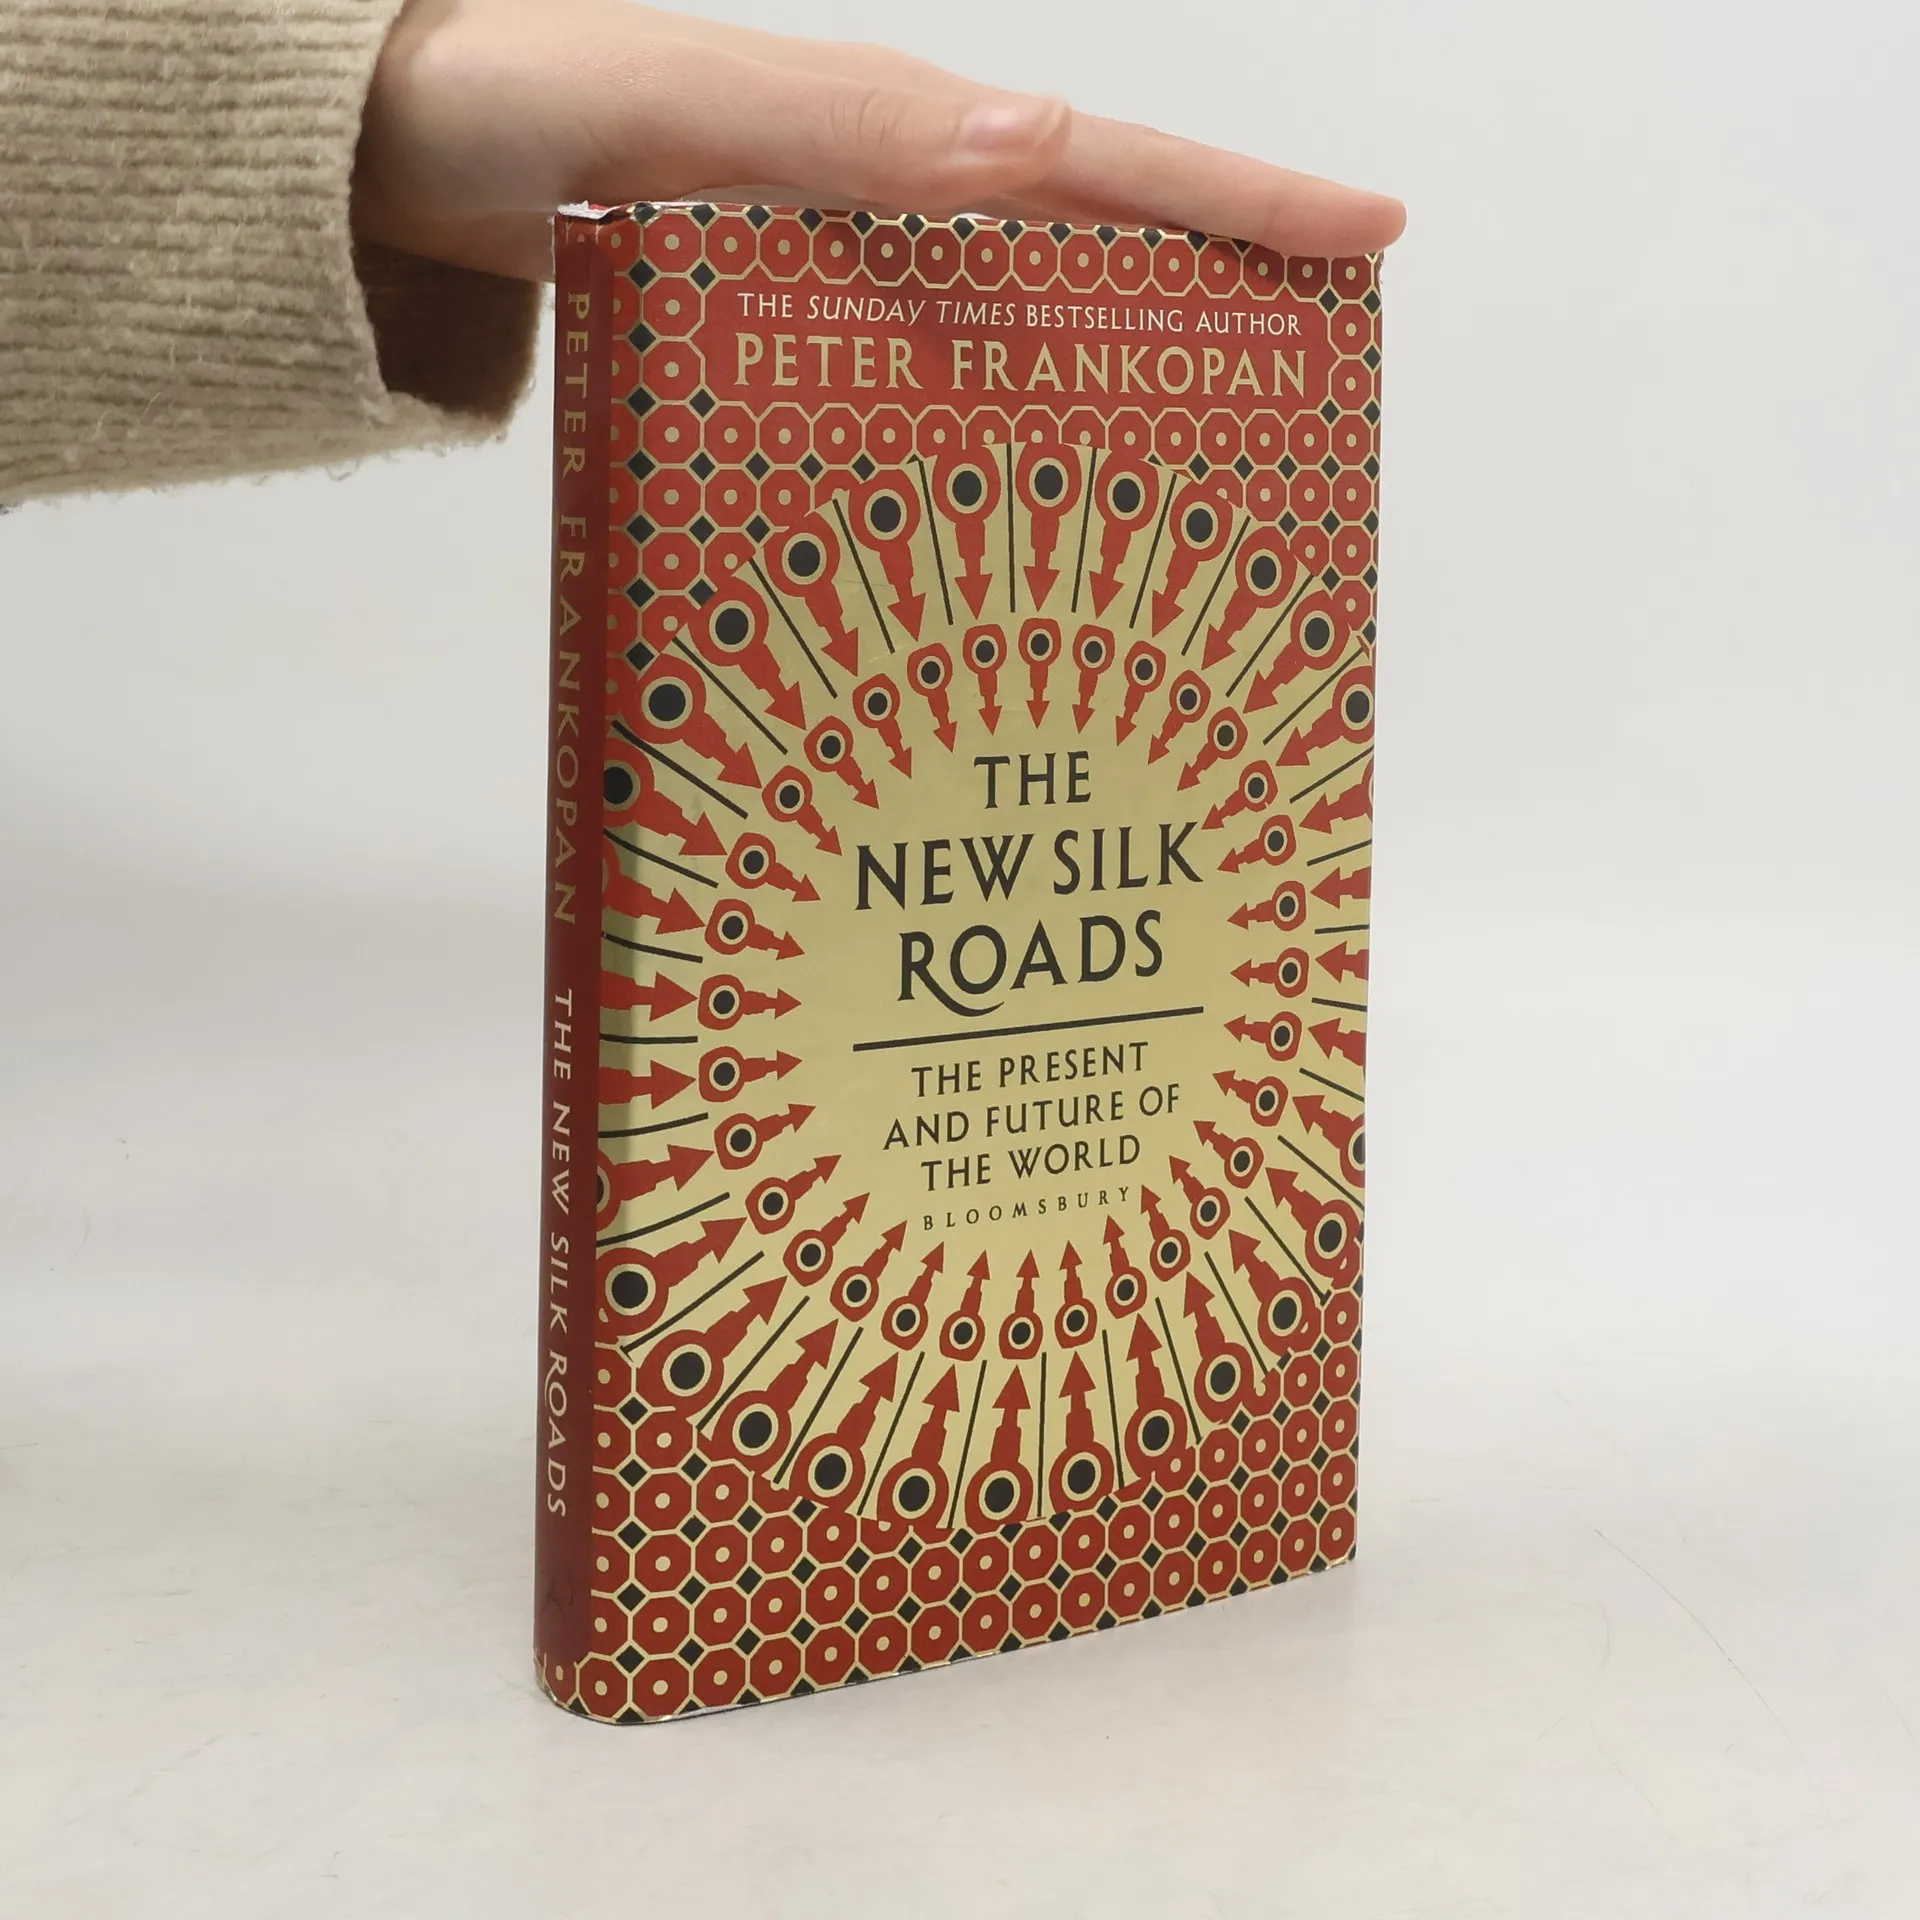 THE SUNDAY TIMES BESTSELLING AUTHOR
PETER FRANKOPAN
THE
NEW SILK
ROADS
THE PRESENT
AND FUTURE OF
THE WORLD
BLOOMSBURY
PETER FRANKOPAN THE NEW SILK ROADS